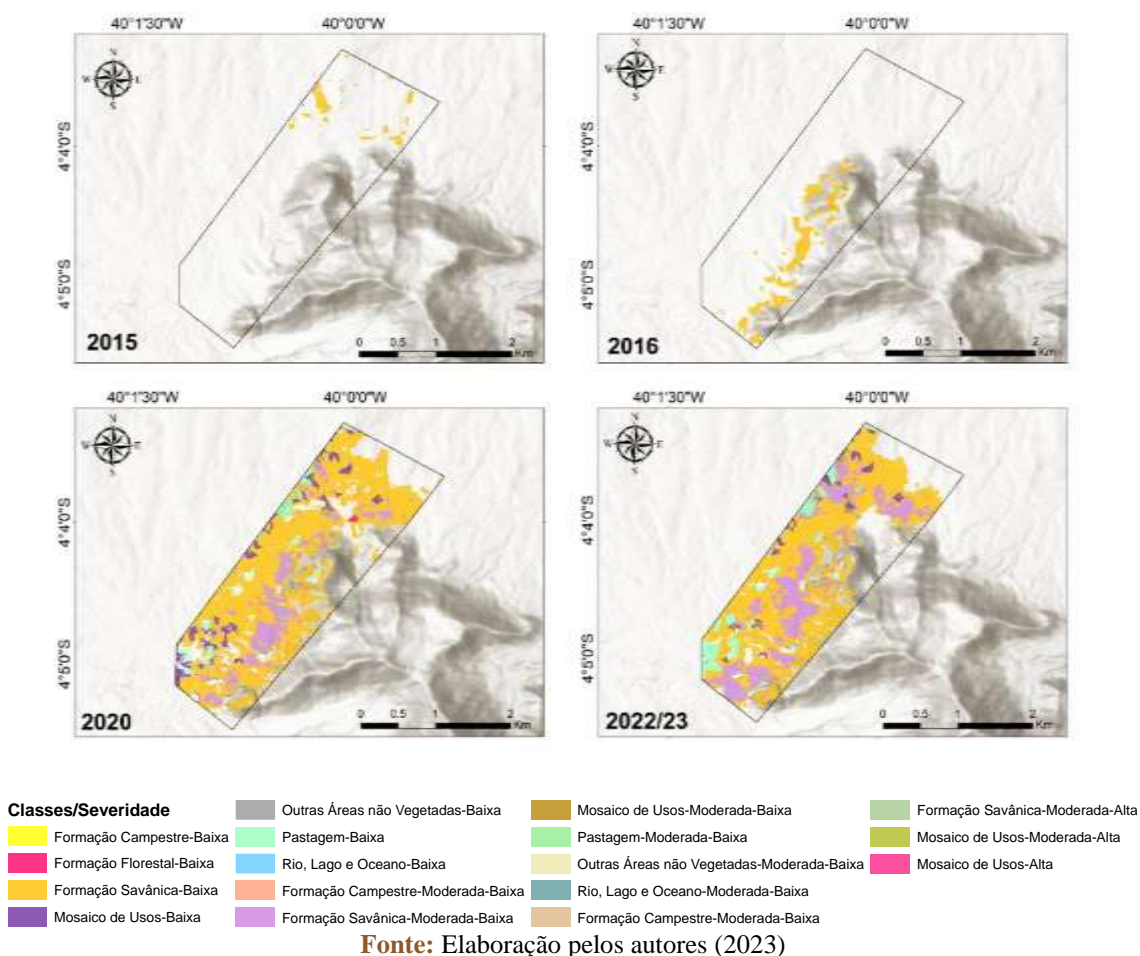 40°1'30"W 40°0'0"W
40°1'30"W 40°0'0"W
N
W E
S
N
W E
S
4°4'0"S
4°4'0"S
4°5'0"S
4°5'0"S
2015
0 0.5 1 2
Km
2016
0 0.5 1 2
Km
40°1'30"W 40°0'0"W
40°1'30"W 40°0'0"W
N
W E
S
N
W E
S
4°4'0"S
4°4'0"S
4°5'0"S
4°5'0"S
2020
0 0.5 1 2
Km
2022/23
0 0.5 1 2
Km
Classes/Severidade
Formação Campestre-Baixa
Formação Florestal-Baixa
Formação Savânica-Baixa
Mosaico de Usos-Baixa
Outras Áreas não Vegetadas-Baixa
Pastagem-Baixa
Rio, Lago e Oceano-Baixa
Formação Campestre-Moderada-Baixa
Formação Savânica-Moderada-Baixa
Mosaico de Usos-Moderada-Baixa
Pastagem-Moderada-Baixa
Outras Áreas não Vegetadas-Moderada-Baixa
Rio, Lago e Oceano-Moderada-Baixa
Formação Campestre-Moderada-Baixa
Formação Savânica-Moderada-Alta
Mosaico de Usos-Moderada-Alta
Mosaico de Usos-Alta
Fonte: Elaboração pelos autores (2023)